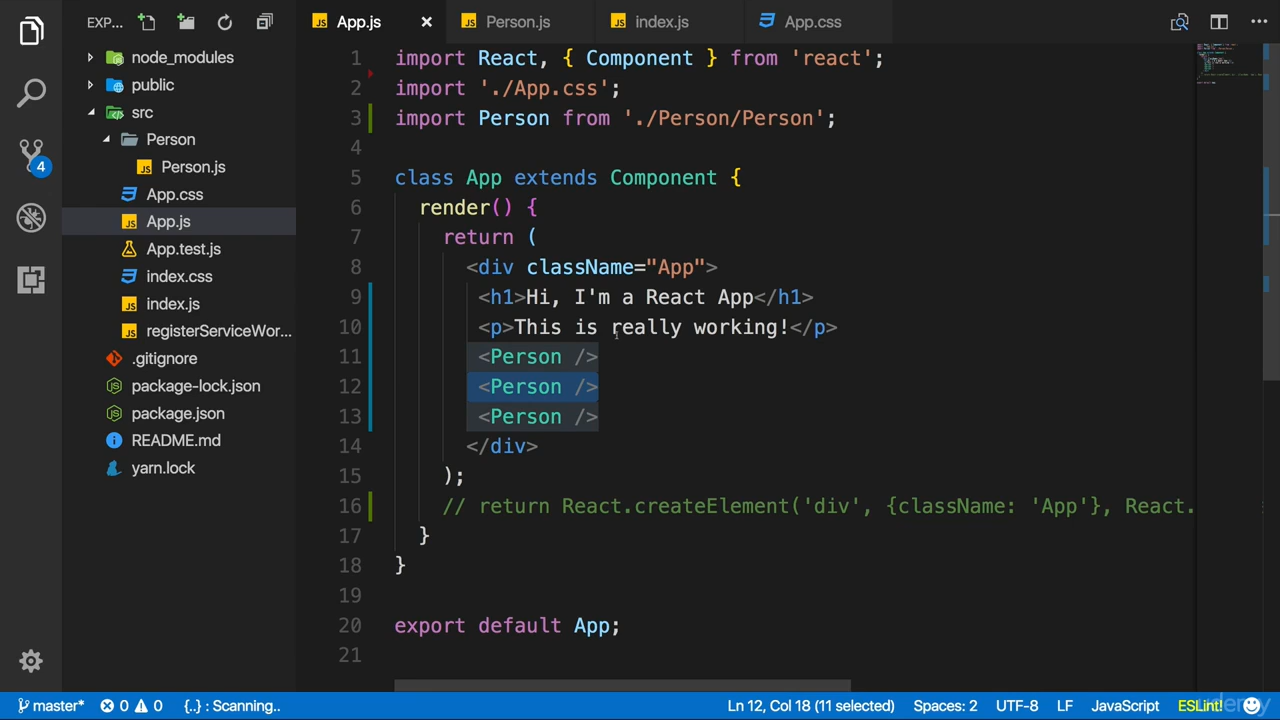 EXP...
App.js
Person.js
index.js
App.css
node_modules
public
src
Person
Person.js
App.css
App.js
App.test.js
index.css
index.js
registerServiceWor...
.gitignore
package-lock.json
package.json
README.md
yarn.lock
4
1 import React, { Component } from 'react';
2 import './App.css';
3 import Person from './Person/Person';
4
5 class App extends Component {
6 render() {
7 return (
8 <div className="App">
9 <h1>Hi, I'm a React App</h1>
10 <p>This is really working!</p>
11 <Person />
12 <Person />
13 <Person />
14 </div>
15 );
16 // return React.createElement('div', {className: 'App'}, React.
17 }
18 }
19
20 export default App;
21
master* 0 0 {..} : Scanning.. Ln 12, Col 18 (11 selected) Spaces: 2 UTF-8 LF JavaScript ESLint!
udemy